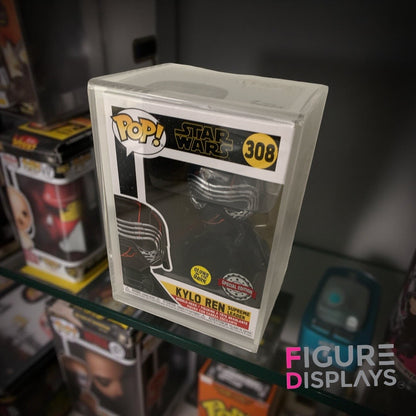 POP!
STAR
WARS
308
GLOWS
IN THE
DARK
SPECIAL EDITION
KYLO REN
SUPREME
LEADER
FIGURE
DISPLAYS